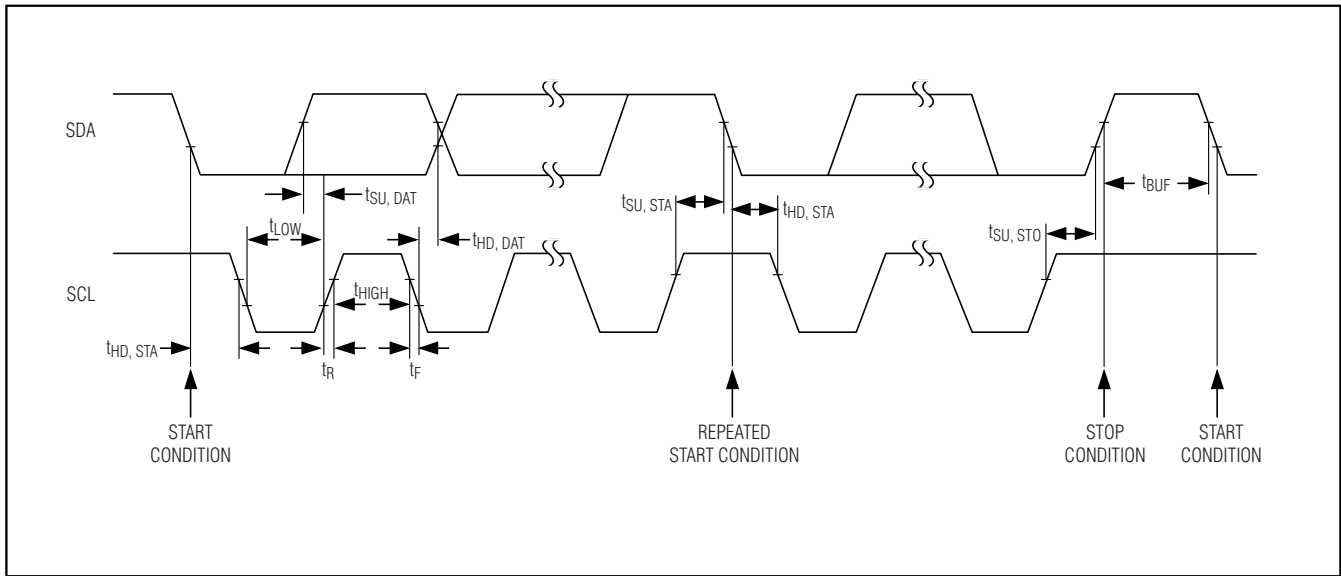 SDA
tSU, DAT
tLOW
tHD, DAT
tSU, STA
tHD, STA
tBUF
tSU, STO
SCL
tHIGH
tHD, STA
tR
tF
START
CONDITION
REPEATED
START CONDITION
STOP
CONDITION
START
CONDITION